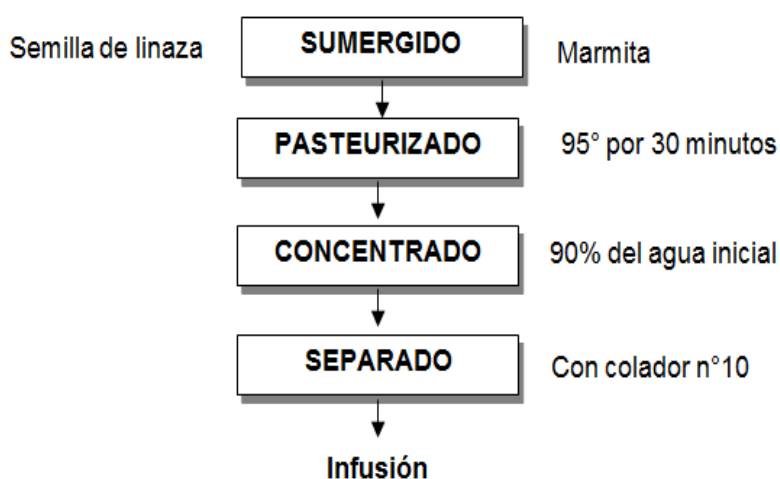 Semilla de linaza
SUMERGIDO
Marmita
PASTEURIZADO
95° por 30 minutos
CONCENTRADO
90% del agua inicial
SEPARADO
Con colador n°10
Infusión